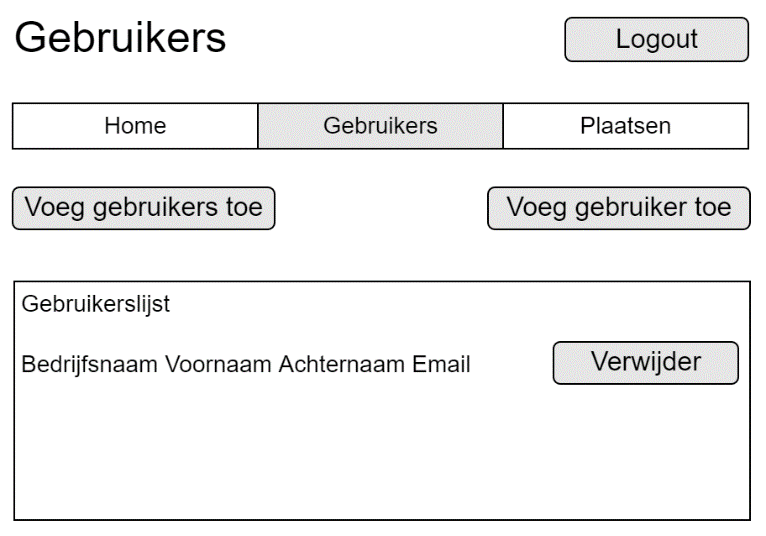 Gebruikers
Logout
Home
Gebruikers
Plaatsen
Voeg gebruikers toe
Voeg gebruiker toe
Gebruikerslijst
Bedrijfsnaam Voornaam Achternaam Email
Verwijder